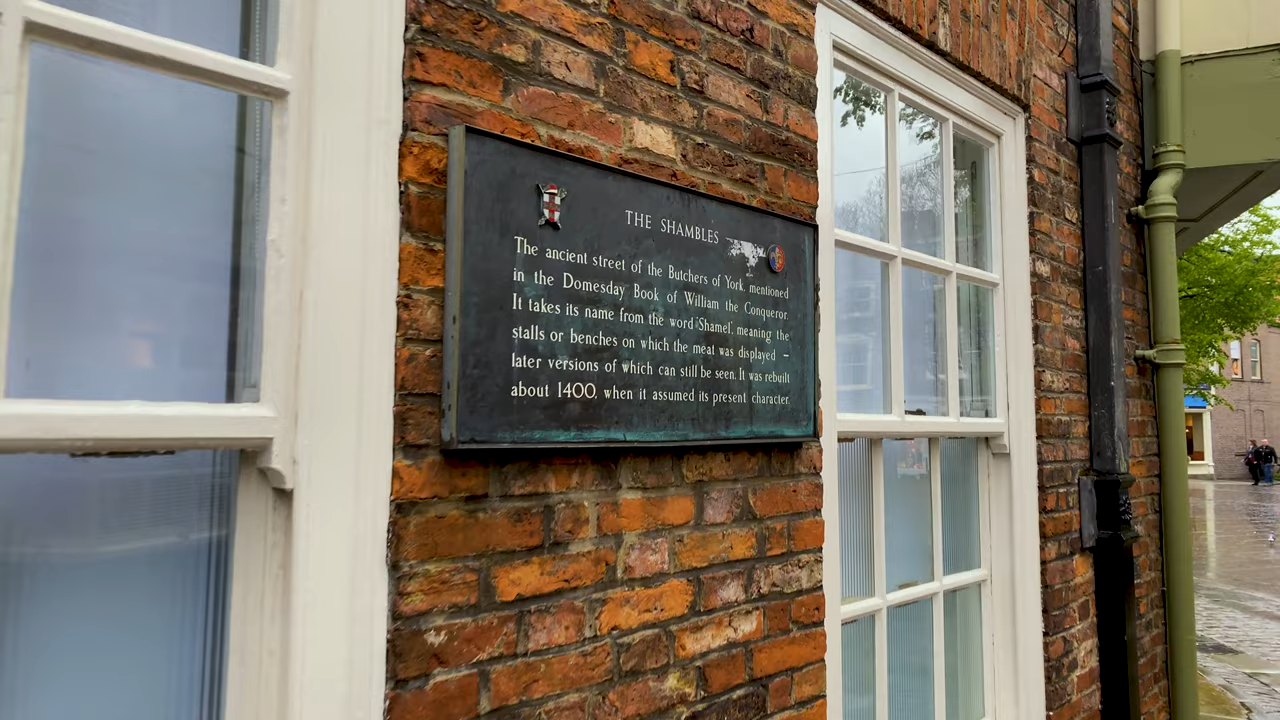 THE SHAMBLES
The ancient street of the Butchers of York, mentioned
in the Domesday Book of William the Conqueror.
It takes its name from the word 'Shamel', meaning the
stalls or benches on which the meat was displayed –
later versions of which can still be seen. It was rebuilt
about 1400, when it assumed its present character.